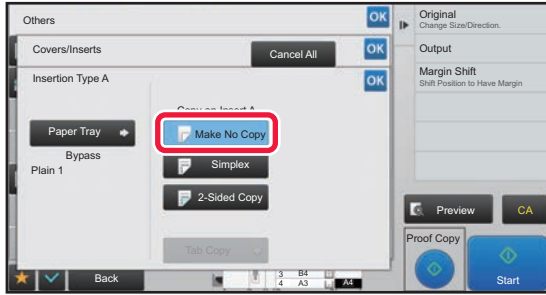 Others
OK
Original
Change Size/Direction.
Covers/Inserts
Cancel All
OK
Output
Insertion Type A
OK
Margin Shift
Shift Position to Have Margin
Copy on Insert A
Paper Tray
Make No Copy
Bypass
Plain 1
Simplex
2-Sided Copy
Preview
CA
Proof Copy
Tab Copy
Back
3 B4
4 A3
A4
Start